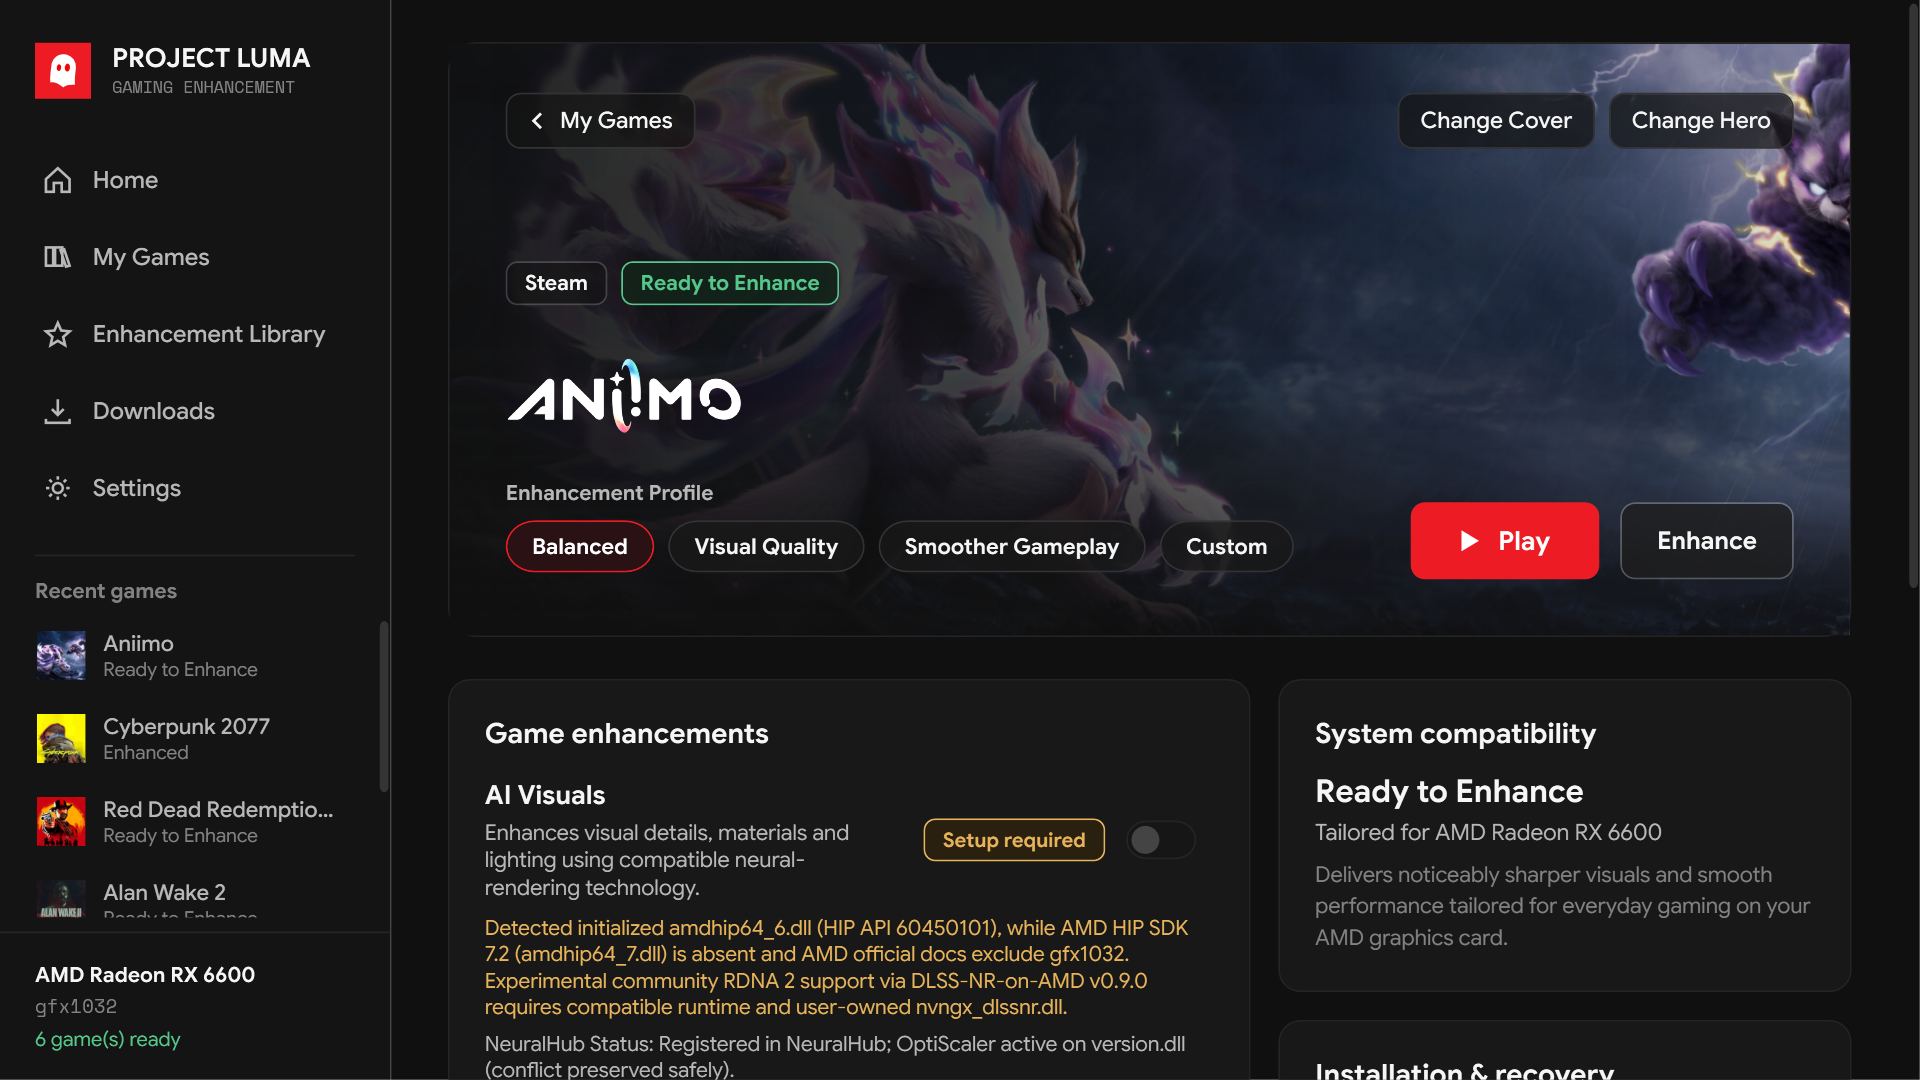 PROJECT LUMA
GAMING ENHANCEMENT
Home
My Games
Enhancement Library
Downloads
Settings
Recent games
Aniimo
Ready to Enhance
Cyberpunk 2077
Enhanced
Red Dead Redemptio...
Ready to Enhance
ALAN WAKE II
Alan Wake 2
Ready to Enhance
AMD Radeon RX 6600
gfx1032
6 game(s) ready
My Games
Change Cover
Change Hero
Steam
Ready to Enhance
ANIIMO
Enhancement Profile
Balanced
Visual Quality
Smoother Gameplay
Custom
Play
Enhance
Game enhancements
AI Visuals
Enhances visual details, materials and
lighting using compatible neural-
rendering technology.
Setup required
Detected initialized amdhip64_6.dll (HIP API 60450101), while AMD HIP SDK
7.2 (amdhip64_7.dll) is absent and AMD official docs exclude gfx1032.
Experimental community RDNA 2 support via DLSS-NR-on-AMD v0.9.0
requires compatible runtime and user-owned nvngx_dlssnr.dll.
NeuralHub Status: Registered in NeuralHub; OptiScaler active on version.dll
(conflict preserved safely).
System compatibility
Ready to Enhance
Tailored for AMD Radeon RX 6600
Delivers noticeably sharper visuals and smooth
performance tailored for everyday gaming on your
AMD graphics card.
Installation & recovery